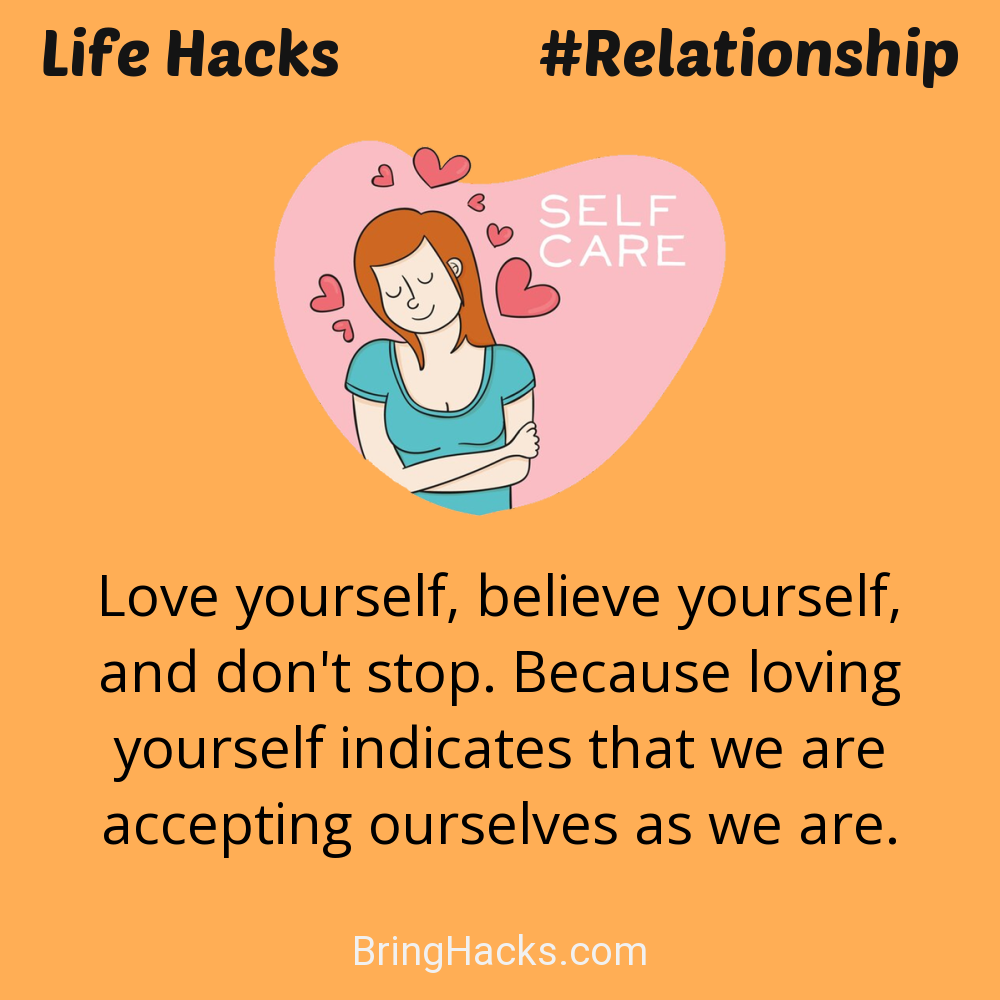 Life Hacks #Relationship
SELF
CARE
Love yourself, believe yourself,
and don't stop. Because loving
yourself indicates that we are
accepting ourselves as we are.
BringHacks.com